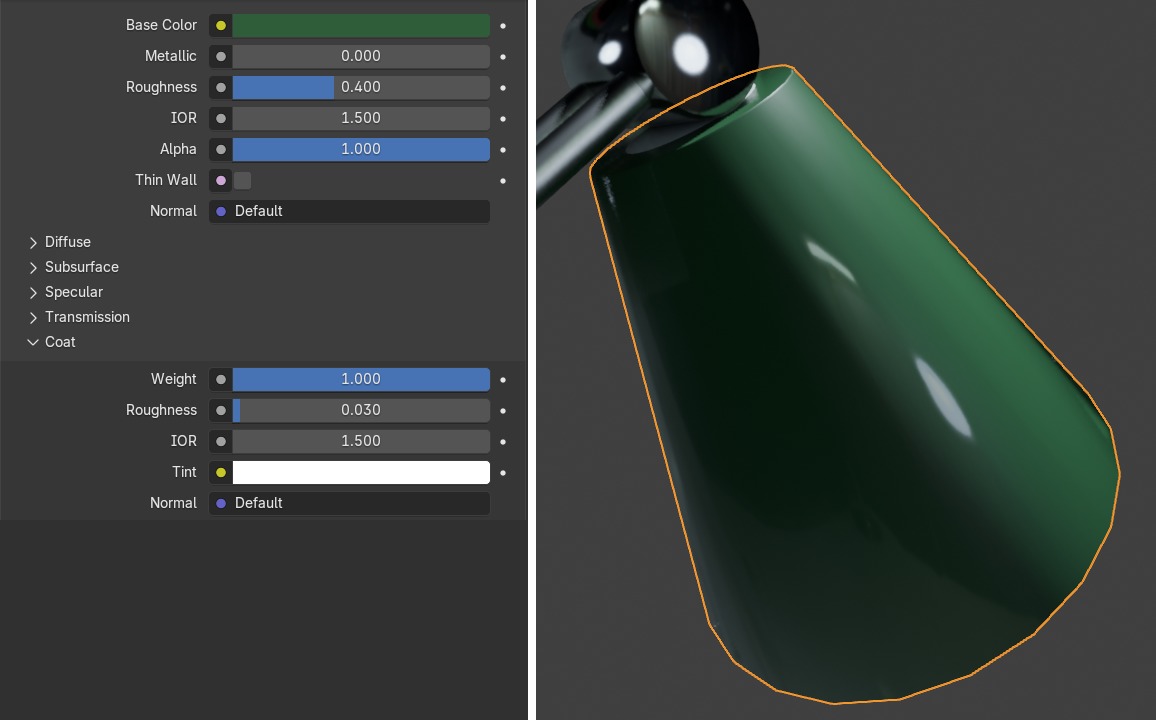 Base Color
Metallic 0.000
Roughness 0.400
IOR 1.500
Alpha 1.000
Thin Wall
Normal Default
Diffuse
Subsurface
Specular
Transmission
Coat
Weight 1.000
Roughness 0.030
IOR 1.500
Tint
Normal Default